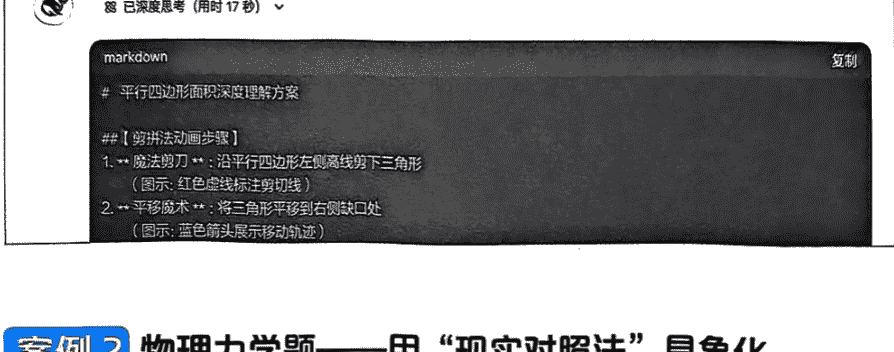 已深度思考（用时 17 秒）
markdown
复制
# 平行四边形面积深度理解方案
##【剪拼法动画步骤】
1. ** 魔法剪刀 **：沿平行四边形左侧离线剪下三角形
（图示：红色虚线标注剪切线）
2. ** 平移魔术 **：将三角形平移到右侧缺口处
（图示：蓝色箭头展示移动轨迹）
案例 2 物理力学题——用“现实对照法”具象化